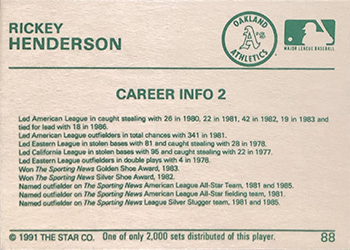 RICKEY
HENDERSON
OAKLAND
A's
ATHLETICS
MAJOR LEAGUE BASEBALL
CAREER INFO 2
Led American League in caught stealing with 26 in 1980, 22 in 1981, 42 in 1982, 19 in 1983 and
tied for lead with 18 in 1986.
Led American League outfielders in total chances with 341 in 1981.
Led Eastern League in stolen bases with 81 and caught stealing with 28 in 1978.
Led California League in stolen bases with 95 and caught stealing with 22 in 1977.
Led Eastern League outfielders in double plays with 4 in 1978.
Won The Sporting News Golden Shoe Award, 1983.
Won The Sporting News Silver Shoe Award, 1982.
Named outfielder on The Sporting News American League All-Star Team, 1981 and 1985.
Named outfielder on The Sporting News American League All-Star fielding team, 1981.
Named outfielder on The Sporting News League Silver Slugger team, 1981 and 1985.
© 1991 THE STAR CO. One of only 2,000 sets distributed of this player. 88